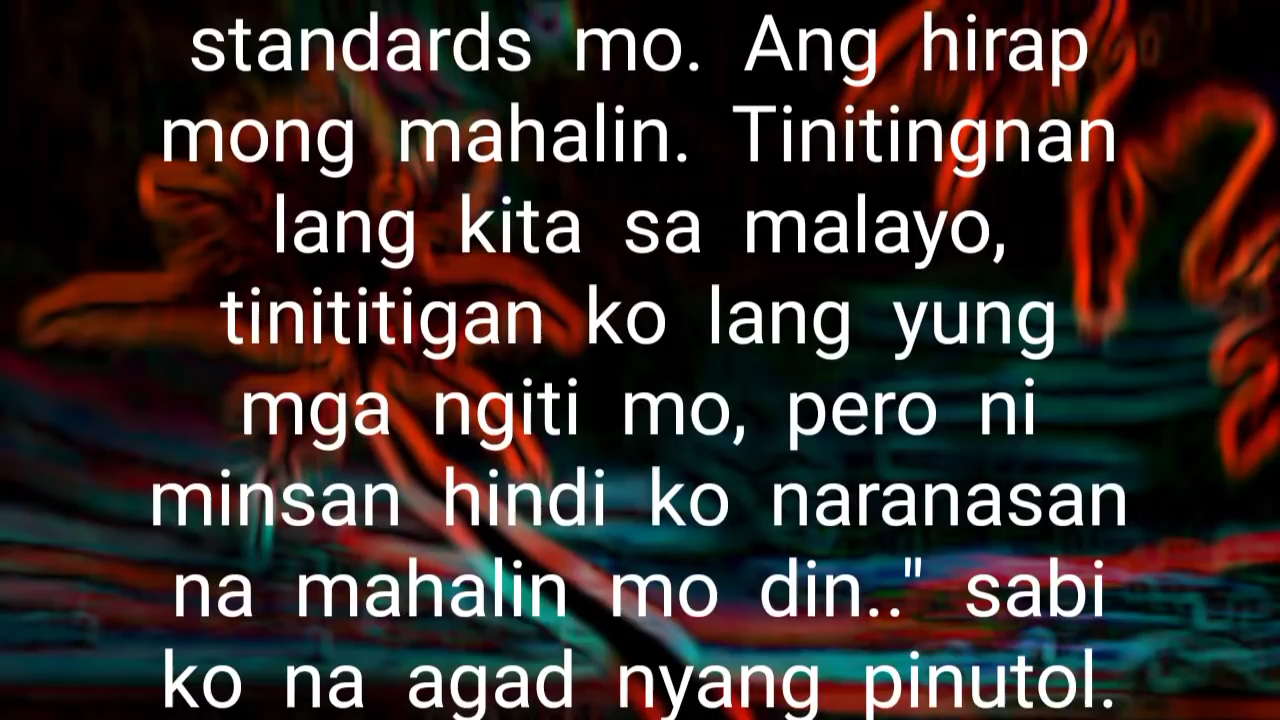 standards mo. Ang hirap
mong mahalin. Tinitingnan
lang kita sa malayo,
tinititigan ko lang yung
mga ngiti mo, pero ni
minsan hindi ko naranasan
na mahalin mo din.." sabi
ko na agad nyang pinutol.